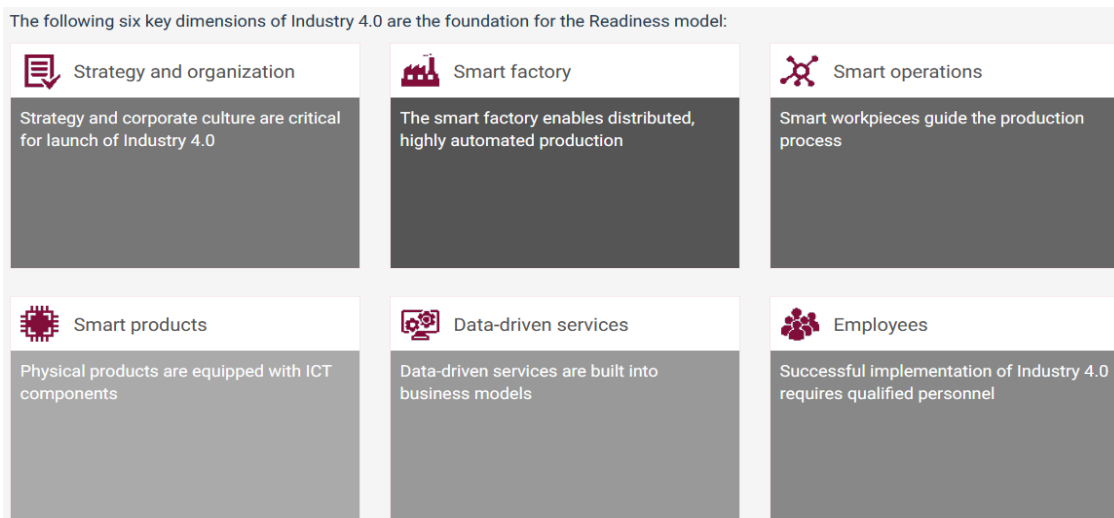 The following six key dimensions of Industry 4.0 are the foundation for the Readiness model:
Strategy and organization
Strategy and corporate culture are critical
for launch of Industry 4.0
Smart factory
The smart factory enables distributed,
highly automated production
Smart operations
Smart workpieces guide the production
process
Smart products
Physical products are equipped with ICT
components
Data-driven services
Data-driven services are built into
business models
Employees
Successful implementation of Industry 4.0
requires qualified personnel